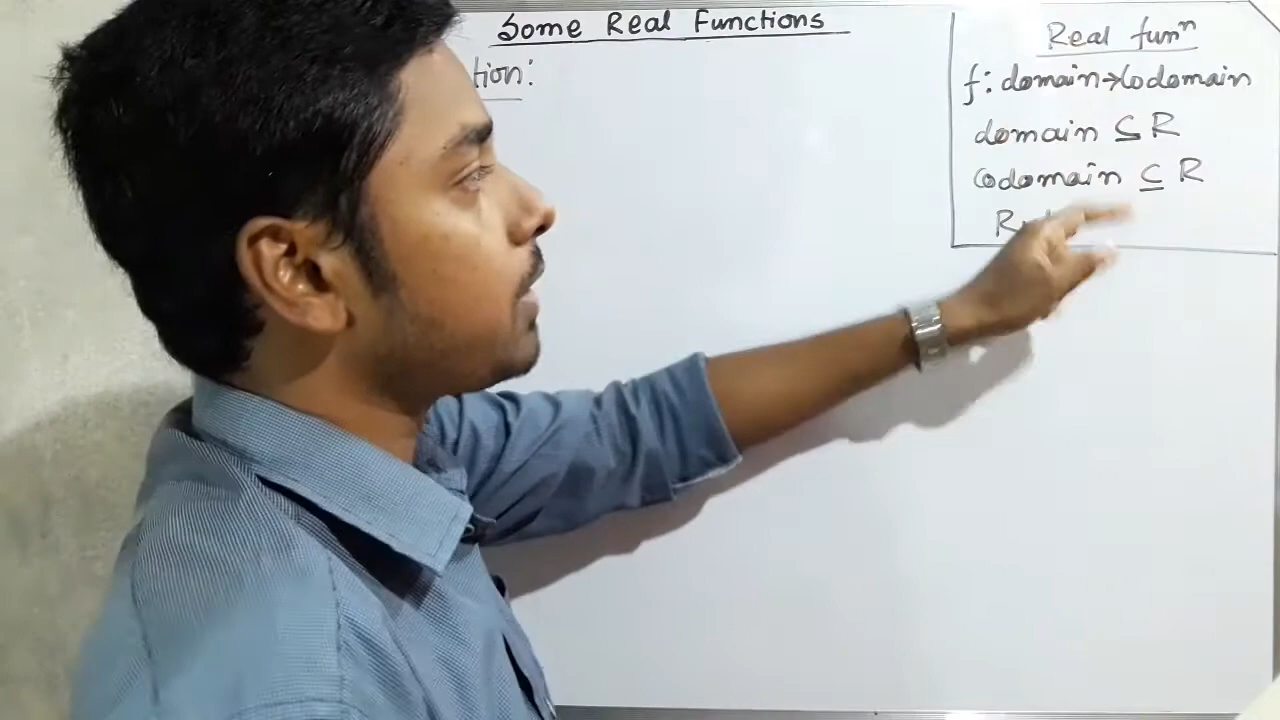 Some Real Functions
tion:
Real funⁿ
f: domain→Codomain
domain ⊆ R
Codomain ⊆ R